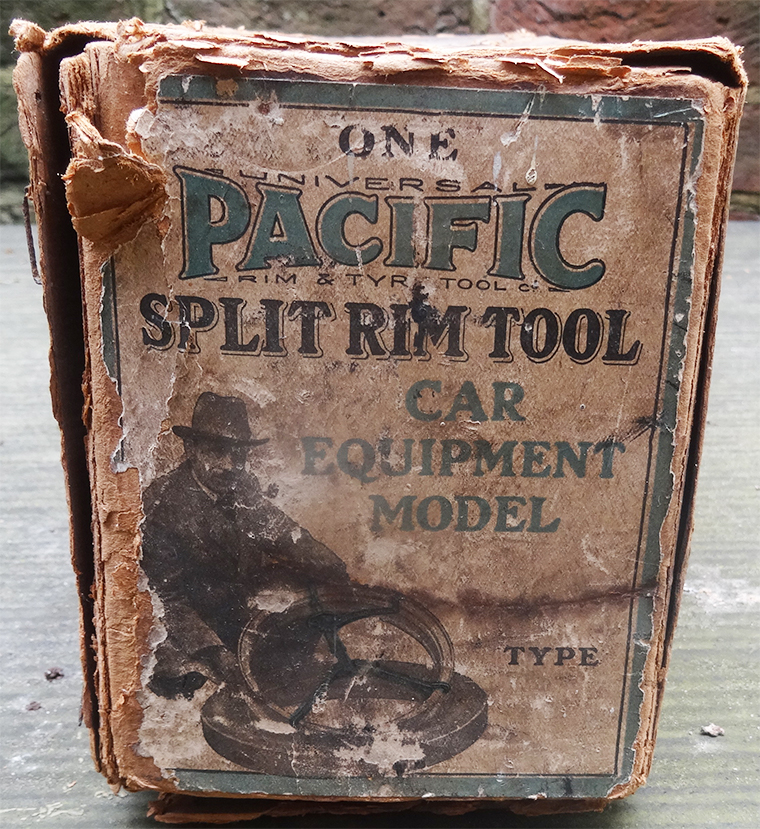 ONE
UNIVERSAL
PACIFIC
RIM & TYRE TOOL Co.
SPLIT RIM TOOL
CAR
EQUIPMENT
MODEL
TYPE